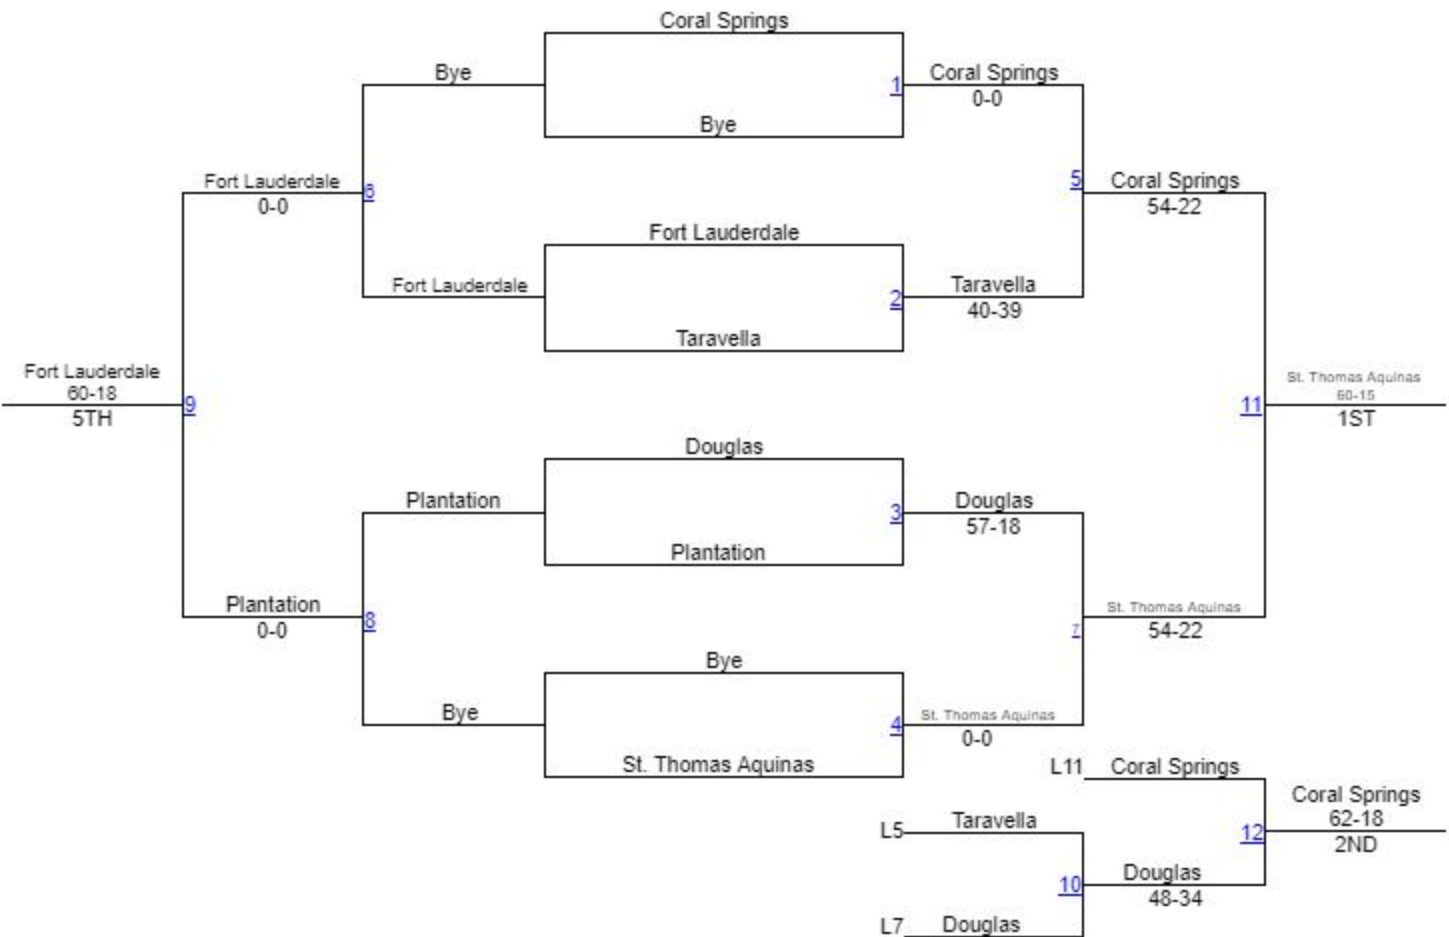 Coral Springs
Bye
1
Coral Springs
0-0
Bye
Fort Lauderdale
0-0
6
5
Coral Springs
54-22
Fort Lauderdale
Fort Lauderdale
2
Taravella
40-39
Taravella
Fort Lauderdale
60-18
5TH
9
11
St. Thomas Aquinas
60-15
1ST
Douglas
Plantation
3
Douglas
57-18
Plantation
Plantation
0-0
8
7
St. Thomas Aquinas
54-22
Bye
Bye
4
St. Thomas Aquinas
0-0
St. Thomas Aquinas
L11 Coral Springs
Coral Springs
62-18
2ND
12
L5 Taravella
10
Douglas
48-34
L7 Douglas